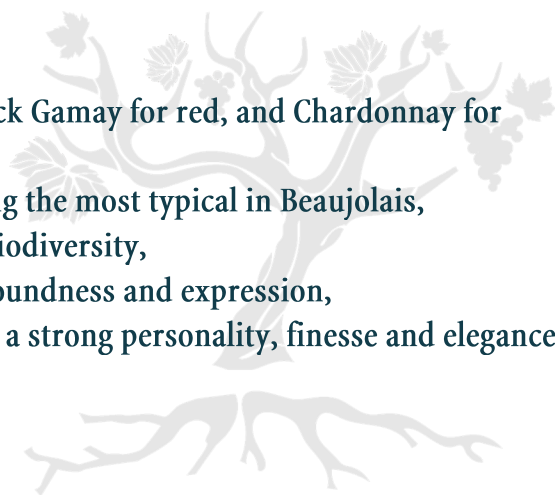 ck Gamay for red, and Chardonnay for
g the most typical in Beaujolais,
iodiversity,
oundness and expression,
a strong personality, finesse and elegance